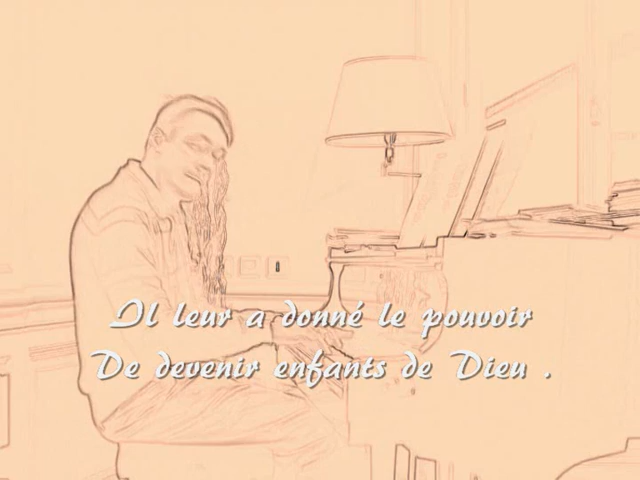 Il leur a donné le pouvoir
De devenir enfants de Dieu .